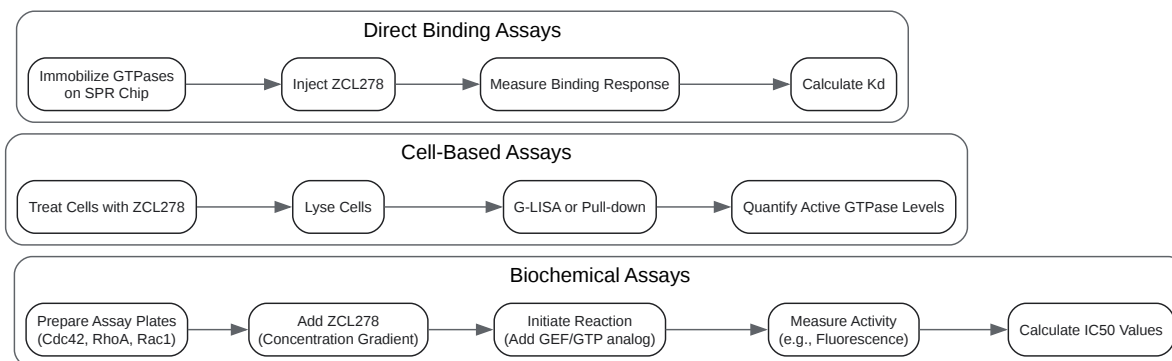 Direct Binding Assays
Immobilize GTPases
on SPR Chip
Inject ZCL278
Measure Binding Response
Calculate Kd
Cell-Based Assays
Treat Cells with ZCL278
Lyse Cells
G-LISA or Pull-down
Quantify Active GTPase Levels
Biochemical Assays
Prepare Assay Plates
(Cdc42, RhoA, Rac1)
Add ZCL278
(Concentration Gradient)
Initiate Reaction
(Add GEF/GTP analog)
Measure Activity
(e.g., Fluorescence)
Calculate IC50 Values